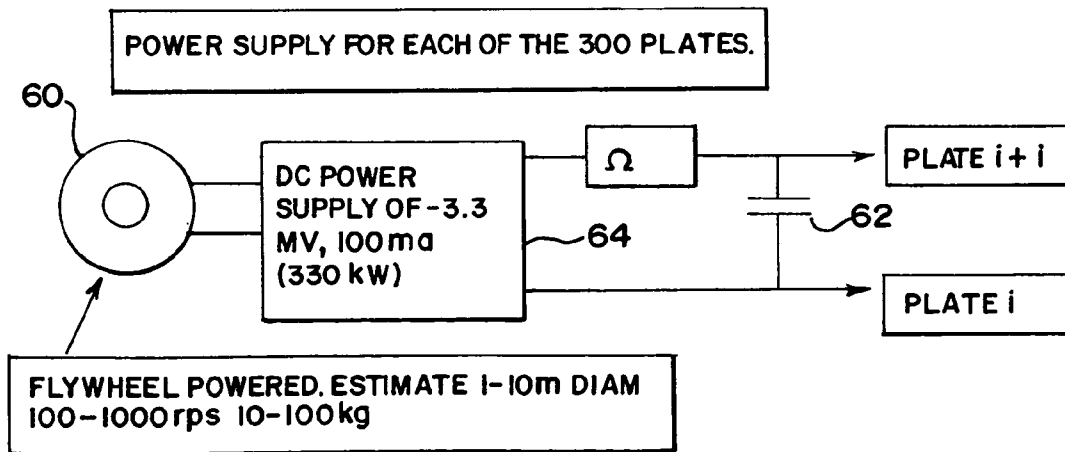 POWER SUPPLY FOR EACH OF THE 300 PLATES.
60
DC POWER
SUPPLY OF -3.3
MV, 100ma
(330 kW)
Ω
PLATE i + i
62
64
PLATE i
FLYWHEEL POWERED. ESTIMATE 1-10m DIAM
100-1000rps 10-100kg